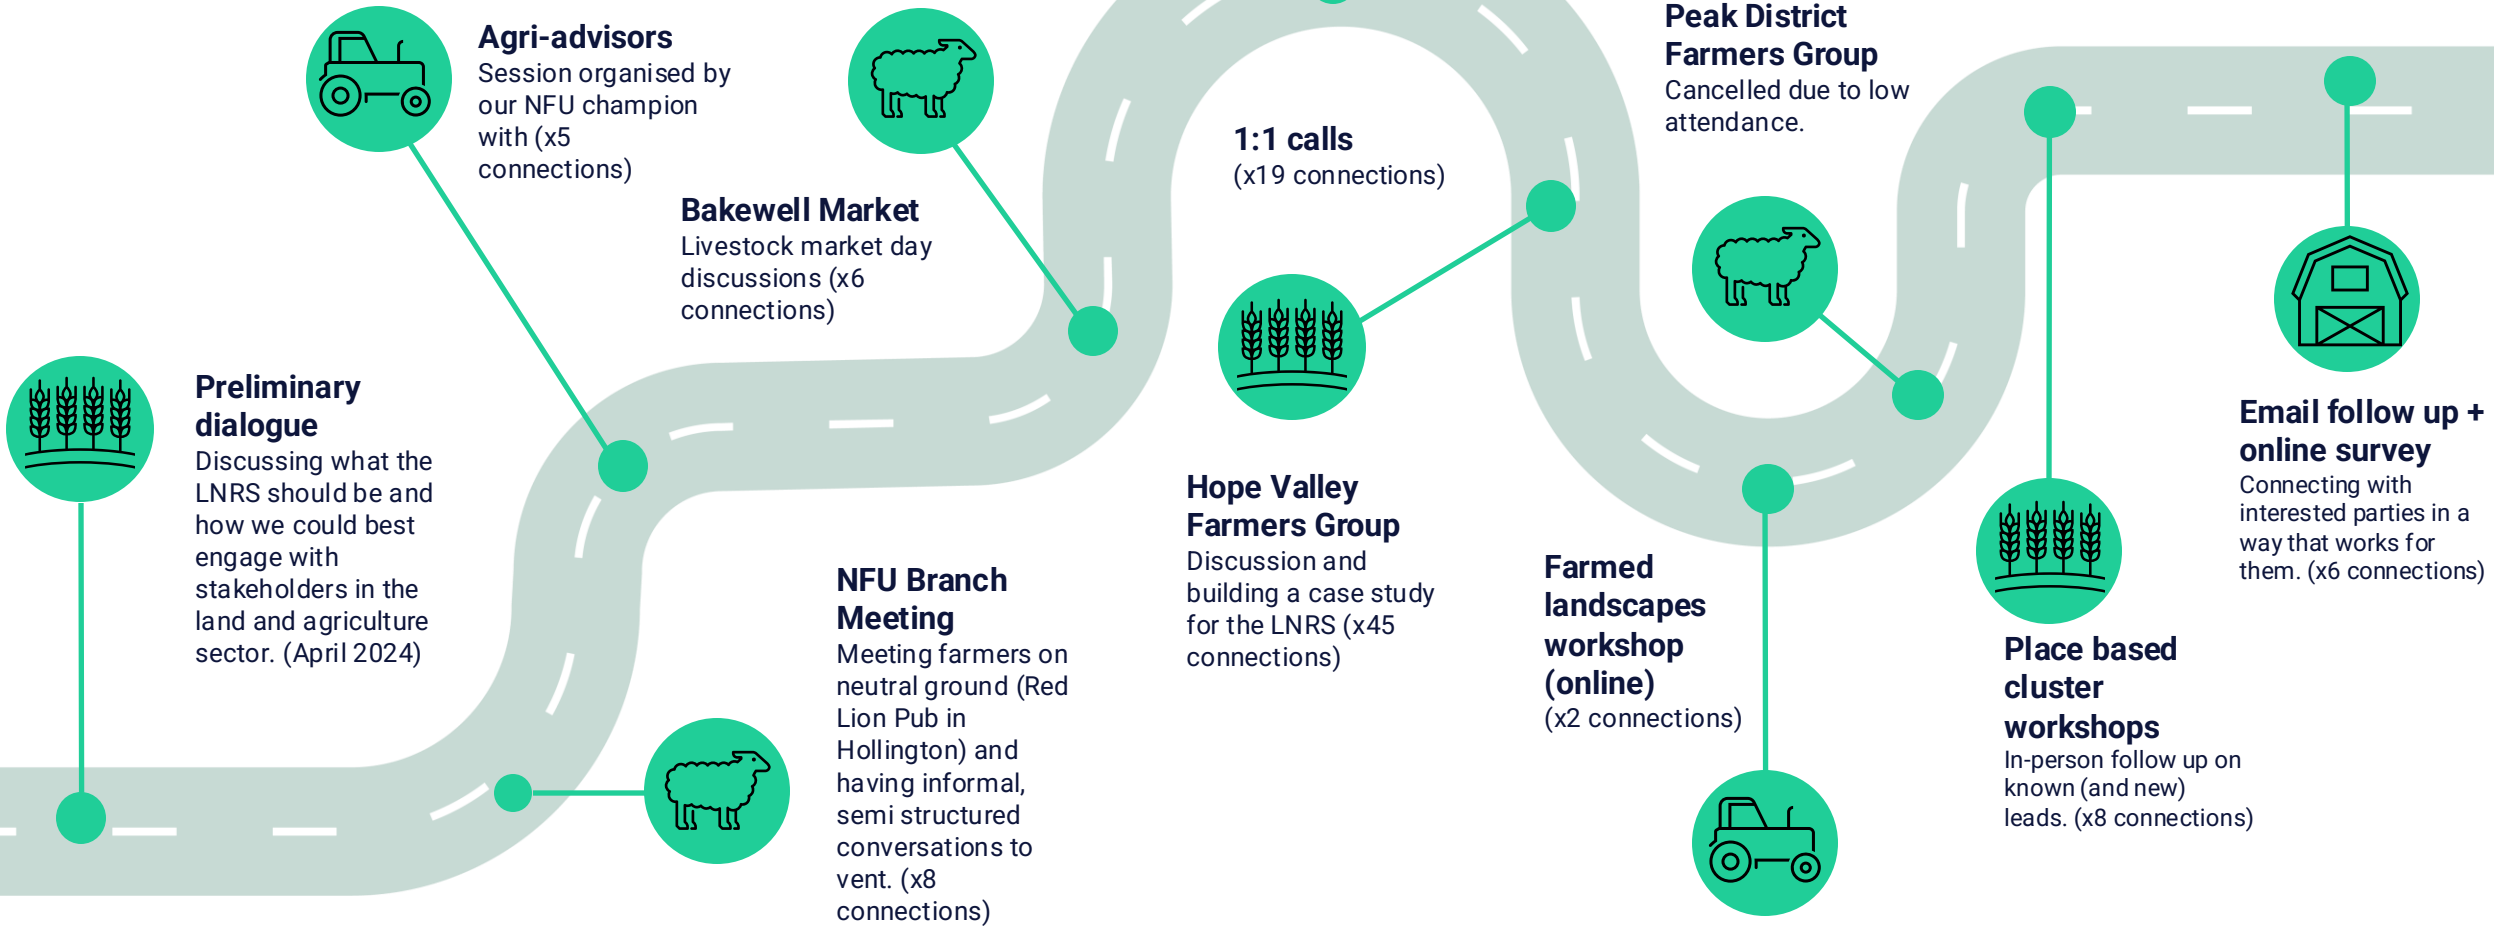 Preliminary
dialogue
Discussing what the
LNRS should be and
how we could best
engage with
stakeholders in the
land and agriculture
sector. (April 2024)
NFU Branch
Meeting
Meeting farmers on
neutral ground (Red
Lion Pub in
Hollington) and
having informal,
semi structured
conversations to
vent. (x8
connections)
Agri-advisors
Session organised by
our NFU champion
with (x5
connections)
Bakewell Market
Livestock market day
discussions (x6
connections)
1:1 calls
(x19 connections)
Hope Valley
Farmers Group
Discussion and
building a case study
for the LNRS (x45
connections)
Farmed
landscapes
workshop
(online)
(x2 connections)
Peak District
Farmers Group
Cancelled due to low
attendance.
Place based
cluster
workshops
In-person follow up on
known (and new)
leads. (x8 connections)
Email follow up +
online survey
Connecting with
interested parties in a
way that works for
them. (x6 connections)